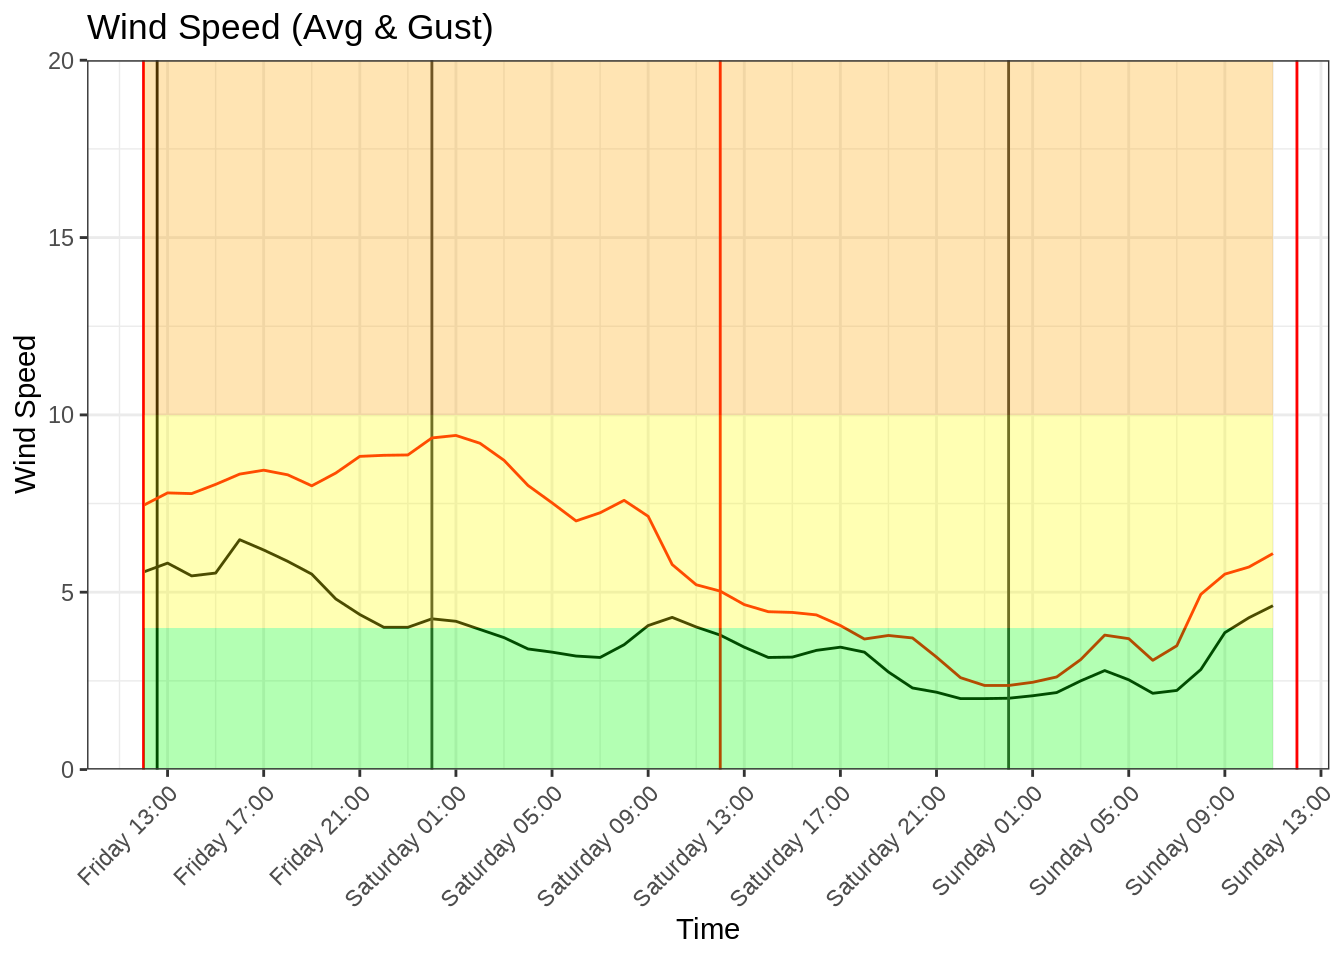 Wind Speed (Avg & Gust)
Wind Speed
20
15
10
5
0
Friday 13:00
Friday 17:00
Friday 21:00
Saturday 01:00
Saturday 05:00
Saturday 09:00
Saturday 13:00
Saturday 17:00
Saturday 21:00
Sunday 01:00
Sunday 05:00
Sunday 09:00
Sunday 13:00
Time